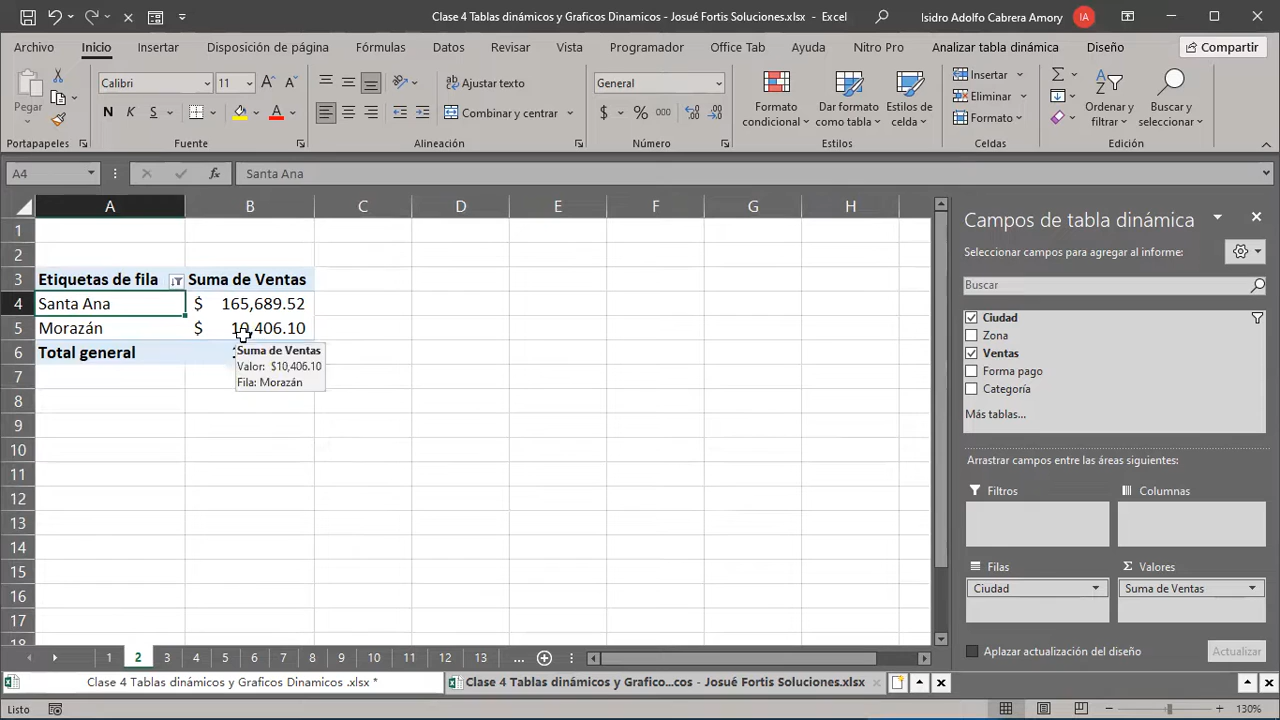 Clase 4 Tablas dinámicos y Graficos Dinamicos - Josué Fortis Soluciones.xlsx - Excel
Isidro Adolfo Cabrera Amory IA
Archivo Inicio Insertar Disposición de página Fórmulas Datos Revisar Vista Programador Office Tab Ayuda Nitro Pro Analizar tabla dinámica Diseño Compartir
Pegar
Calibri 11
N K S
Ajustar texto
Combinar y centrar
General
$ % 000
Formato condicional
Dar formato como tabla
Estilos de celda
Insertar
Eliminar
Formato
Ordenar y filtrar
Buscar y seleccionar
Portapapeles Fuente Alineación Número Estilos Celdas Edición
A4 fx Santa Ana
A B C D E F G H
1
2
3 Etiquetas de fila Suma de Ventas
4 Santa Ana $ 165,689.52
5 Morazán $ 10,406.10
6 Total general
Suma de Ventas
Valor: $10,406.10
Fila: Morazán
7
8
9
10
11
12
13
14
15
16
17
18
Campos de tabla dinámica
Seleccionar campos para agregar al informe:
Buscar
Ciudad
Zona
Ventas
Forma pago
Categoría
Más tablas...
Arrastrar campos entre las áreas siguientes:
Filtros Columnas
Filas Valores
Ciudad Suma de Ventas
Aplazar actualización del diseño Actualizar
1 2 3 4 5 6 7 8 9 10 11 12 13 ...
Clase 4 Tablas dinámicos y Graficos Dinamicos .xlsx *
Clase 4 Tablas dinámicos y Grafico...cos - Josué Fortis Soluciones.xlsx
Listo 130%